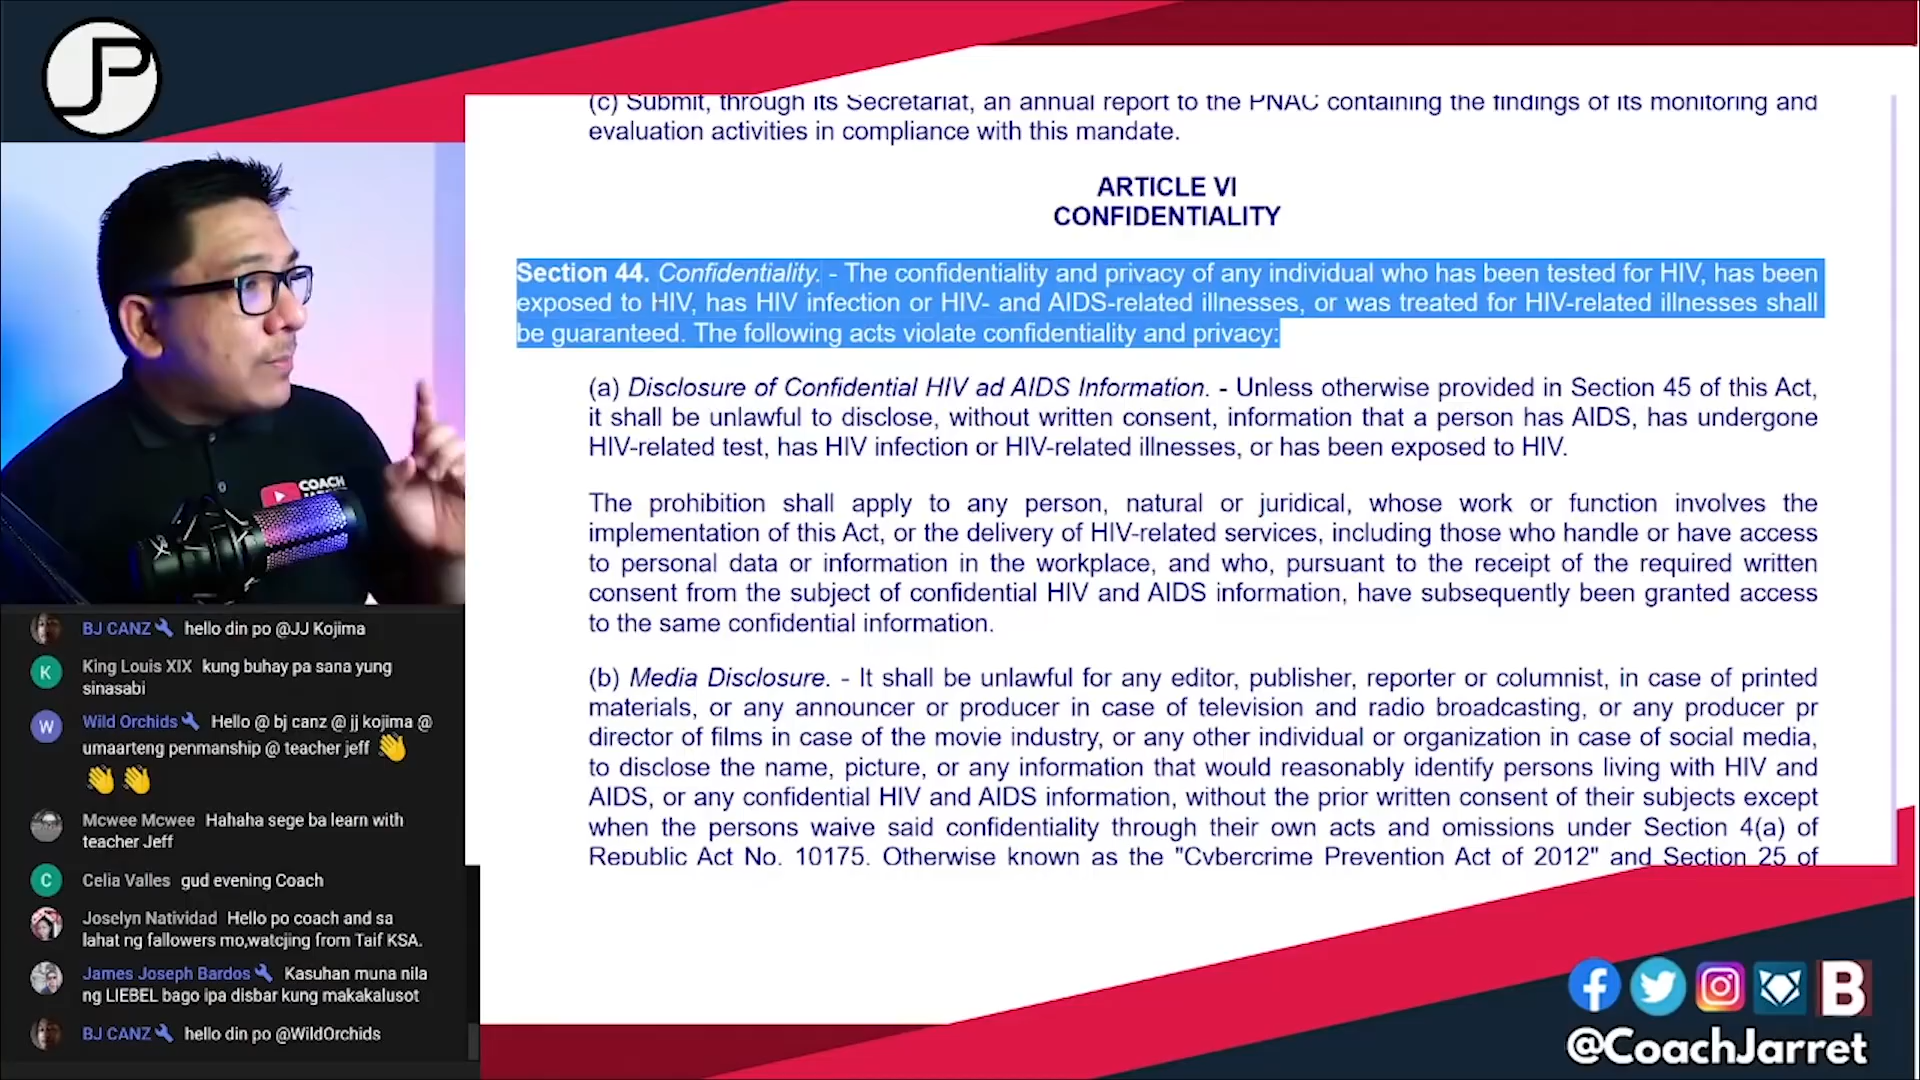 JP
(c) Submit, through its Secretariat, an annual report to the PNAC containing the findings of its monitoring and
evaluation activities in compliance with this mandate.
ARTICLE VI
CONFIDENTIALITY
Section 44. Confidentiality. - The confidentiality and privacy of any individual who has been tested for HIV, has been
exposed to HIV, has HIV infection or HIV- and AIDS-related illnesses, or was treated for HIV-related illnesses shall
be guaranteed. The following acts violate confidentiality and privacy:
(a) Disclosure of Confidential HIV ad AIDS Information. - Unless otherwise provided in Section 45 of this Act,
it shall be unlawful to disclose, without written consent, information that a person has AIDS, has undergone
HIV-related test, has HIV infection or HIV-related illnesses, or has been exposed to HIV.
The prohibition shall apply to any person, natural or juridical, whose work or function involves the
implementation of this Act, or the delivery of HIV-related services, including those who handle or have access
to personal data or information in the workplace, and who, pursuant to the receipt of the required written
consent from the subject of confidential HIV and AIDS information, have subsequently been granted access
to the same confidential information.
(b) Media Disclosure. - It shall be unlawful for any editor, publisher, reporter or columnist, in case of printed
materials, or any announcer or producer in case of television and radio broadcasting, or any producer pr
director of films in case of the movie industry, or any other individual or organization in case of social media,
to disclose the name, picture, or any information that would reasonably identify persons living with HIV and
AIDS, or any confidential HIV and AIDS information, without the prior written consent of their subjects except
when the persons waive said confidentiality through their own acts and omissions under Section 4(a) of
Republic Act No. 10175. Otherwise known as the "Cybercrime Prevention Act of 2012" and Section 25 of
COACH
BJ CANZ hello din po @JJ Kojima
K King Louis XIX kung buhay pa sana yung
sinasabi
W Wild Orchids Hello @ bj canz @ jj kojima @
umaarteng penmanship @ teacher jeff 👋
👋 👋
Mcwee Mcwee Hahaha sege ba learn with
teacher Jeff
C Celia Valles gud evening Coach
Joselyn Natividad Hello po coach and sa
lahat ng fallowers mo,watcjing from Taif KSA.
James Joseph Bardos Kasuhan muna nila
ng LIEBEL bago ipa disbar kung makakalusot
BJ CANZ hello din po @WildOrchids
B
@CoachJarret